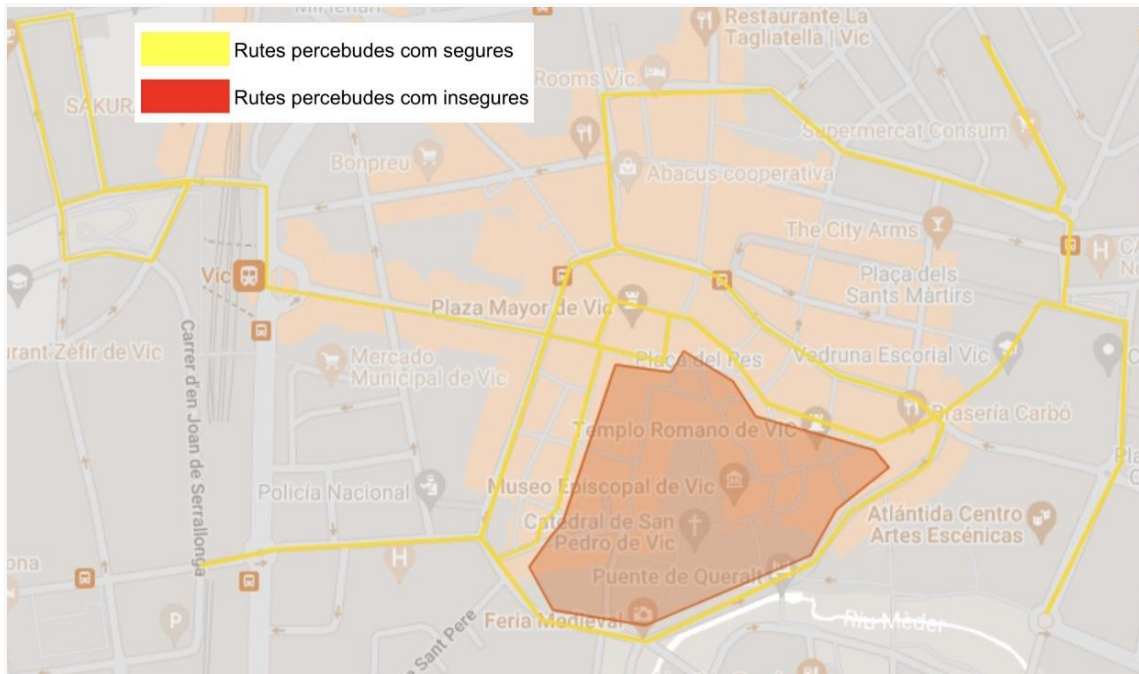 Restaurante La
Tagliatella | Vic
Rutes percebudes com segures
Rutes percebudes com insegures
Rooms Vic
SAKURA
Bonpreu
Supermercat Consum
Abacus cooperativa
The City Arms
Plaça dels
Sants Màrtirs
Vic
Plaza Mayor de Vic
Mercado
Municipal de Vic
Plaça del Pes
Vedruna Escorial Vic
Zèfir de Vic
Carrer d'en Joan de Serrallonga
Brasería Carbó
Templo Romano de VIC
Policía Nacional
Museo Episcopal de Vic
Catedral de San
Pedro de Vic
Atlántida Centro
Artes Escénicas
Puente de Queralt
Feria Medieval
Riu Mèder
Sant Pere
H
H
P